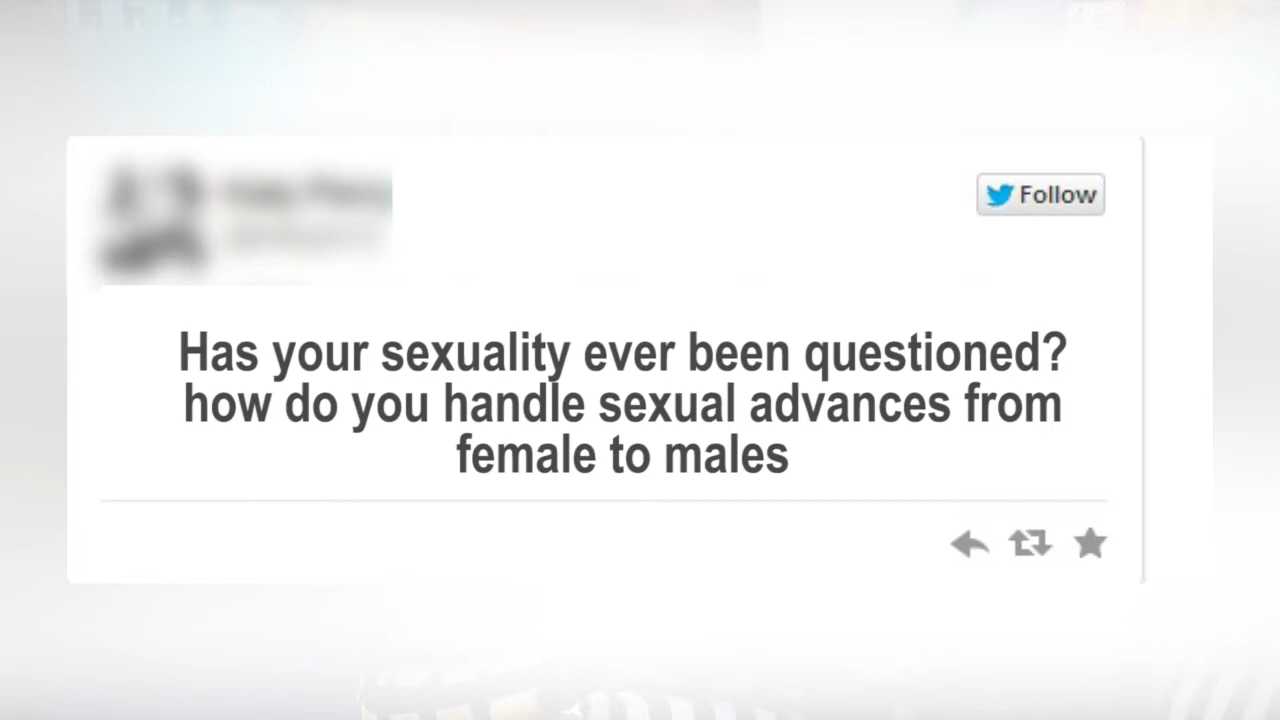 Follow
Has your sexuality ever been questioned?
how do you handle sexual advances from
female to males